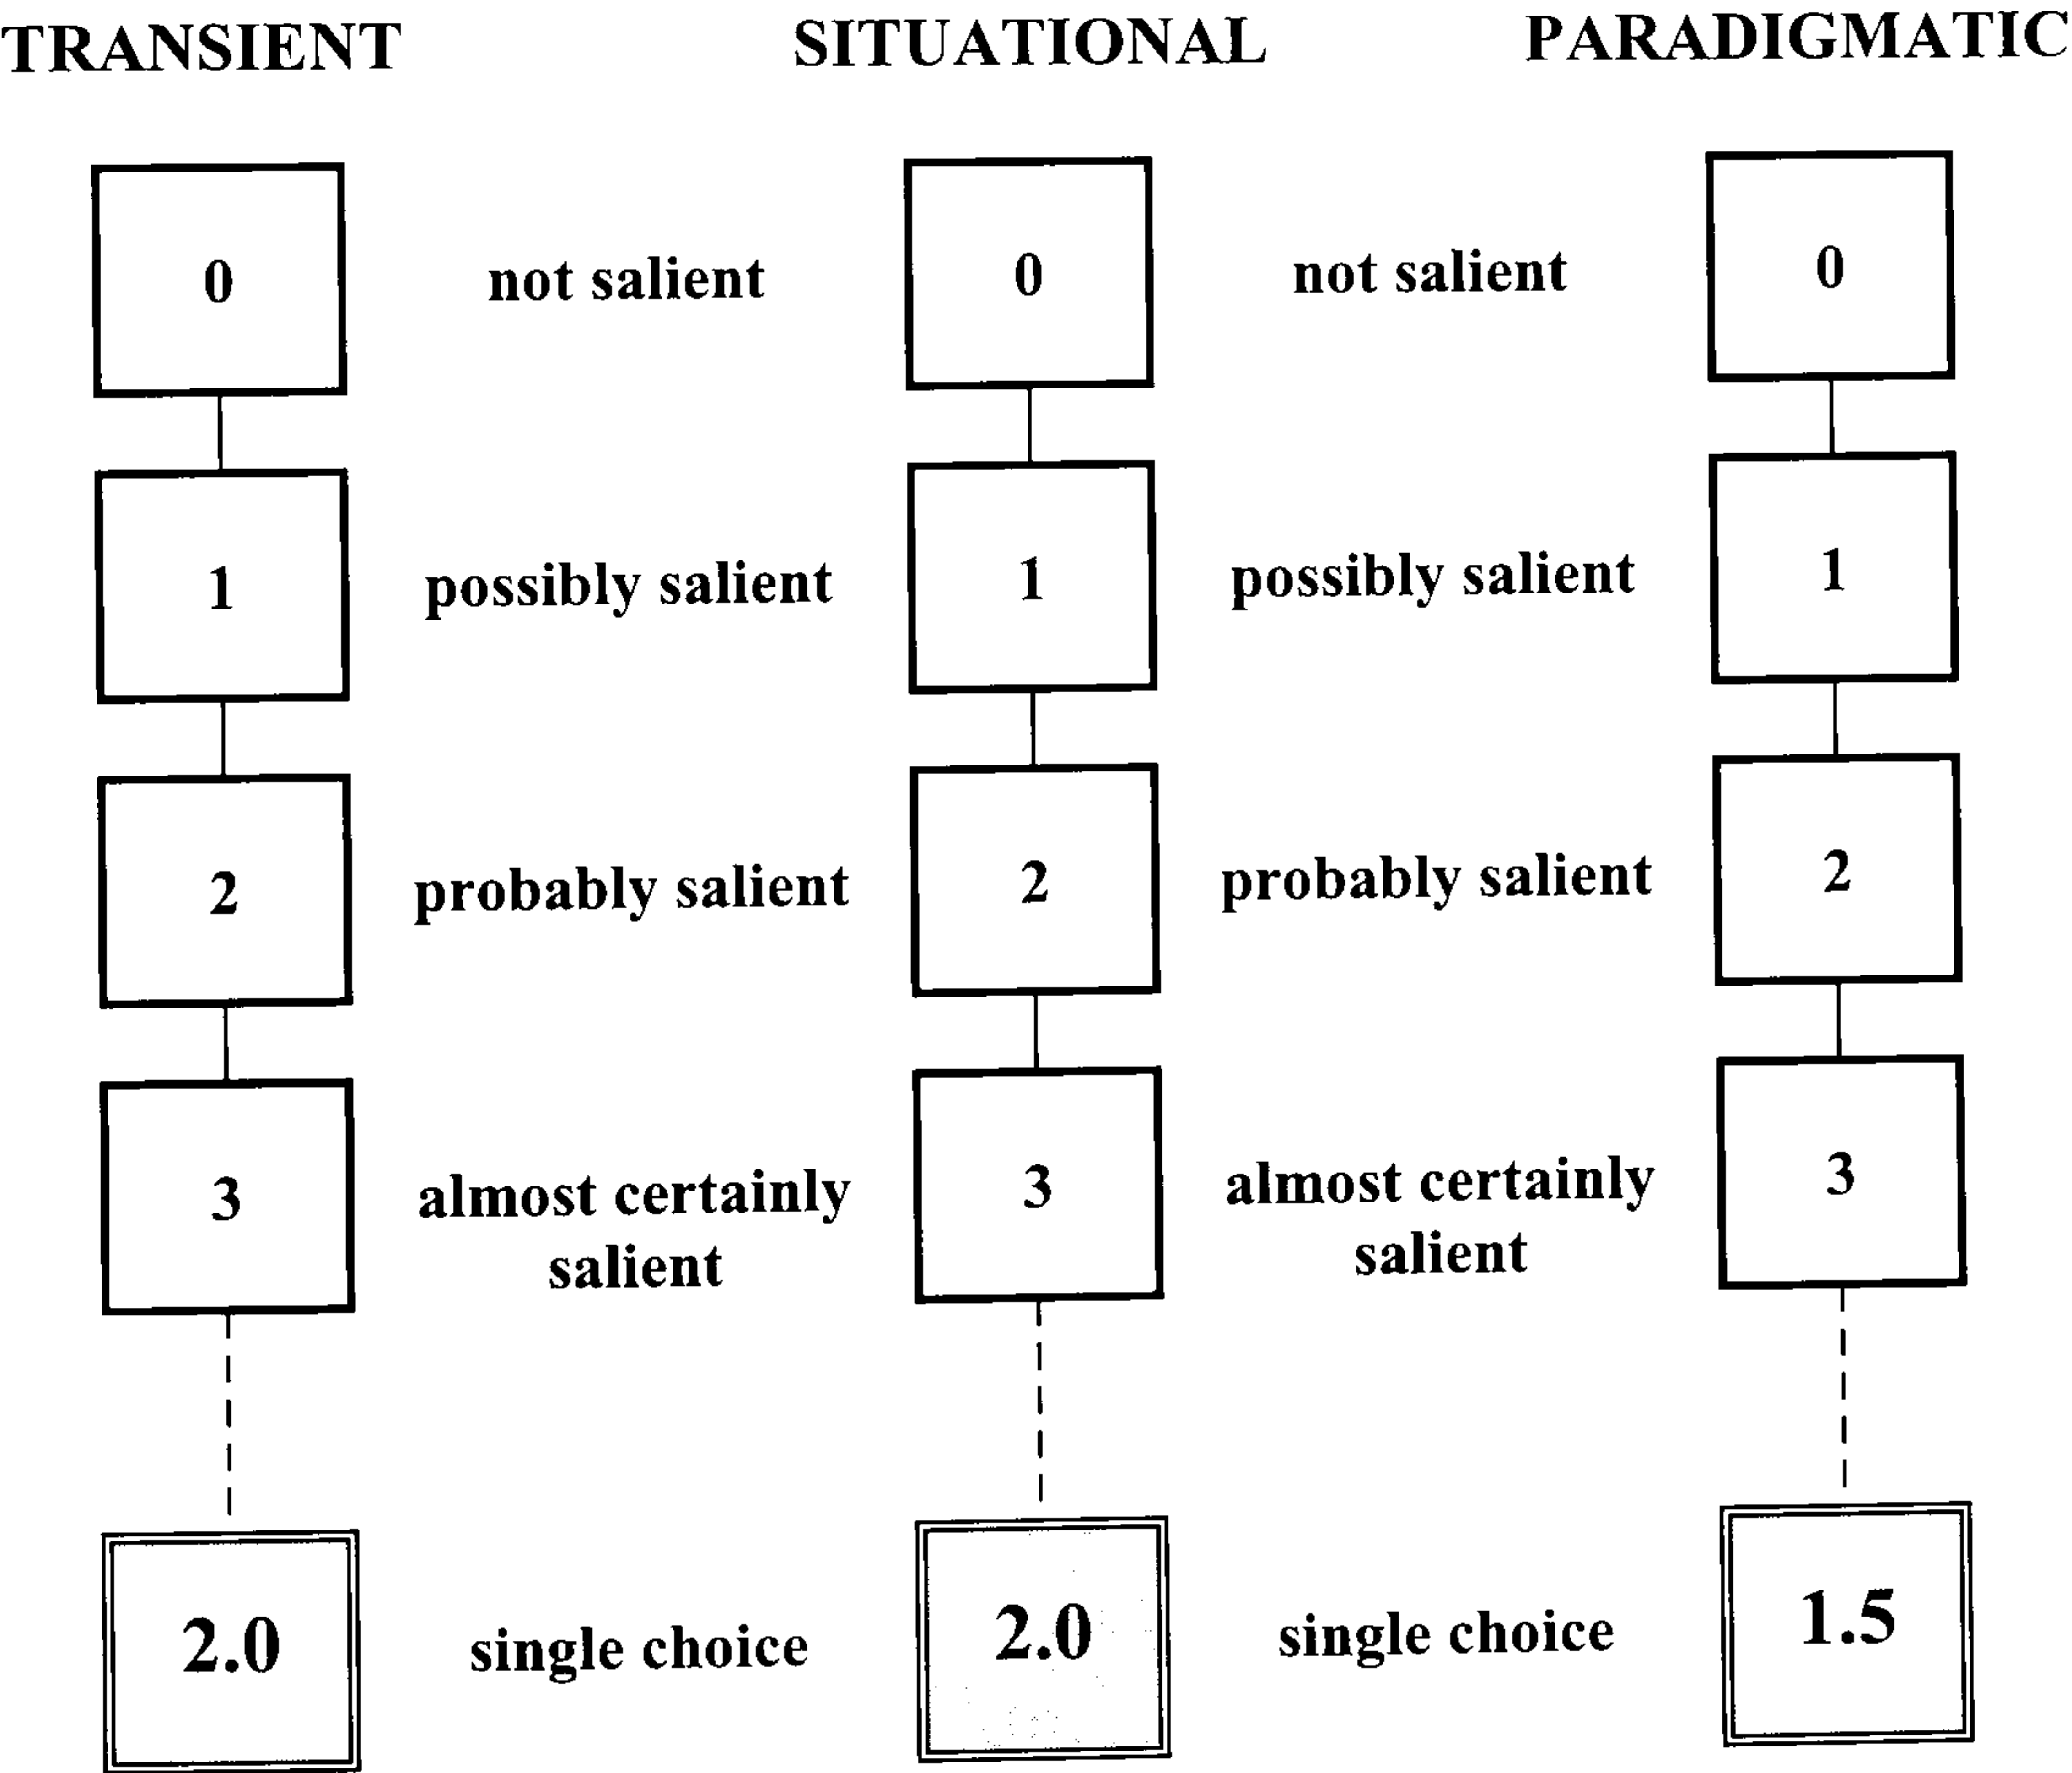 TRANSIENT SITUATIONAL PARADIGMATIC
0 not salient 0 not salient 0
1 possibly salient 1 possibly salient 1
2 probably salient 2 probably salient 2
3 almost certainly 3 almost certainly 3
salient salient
2.0 single choice 2.0 single choice 1.5